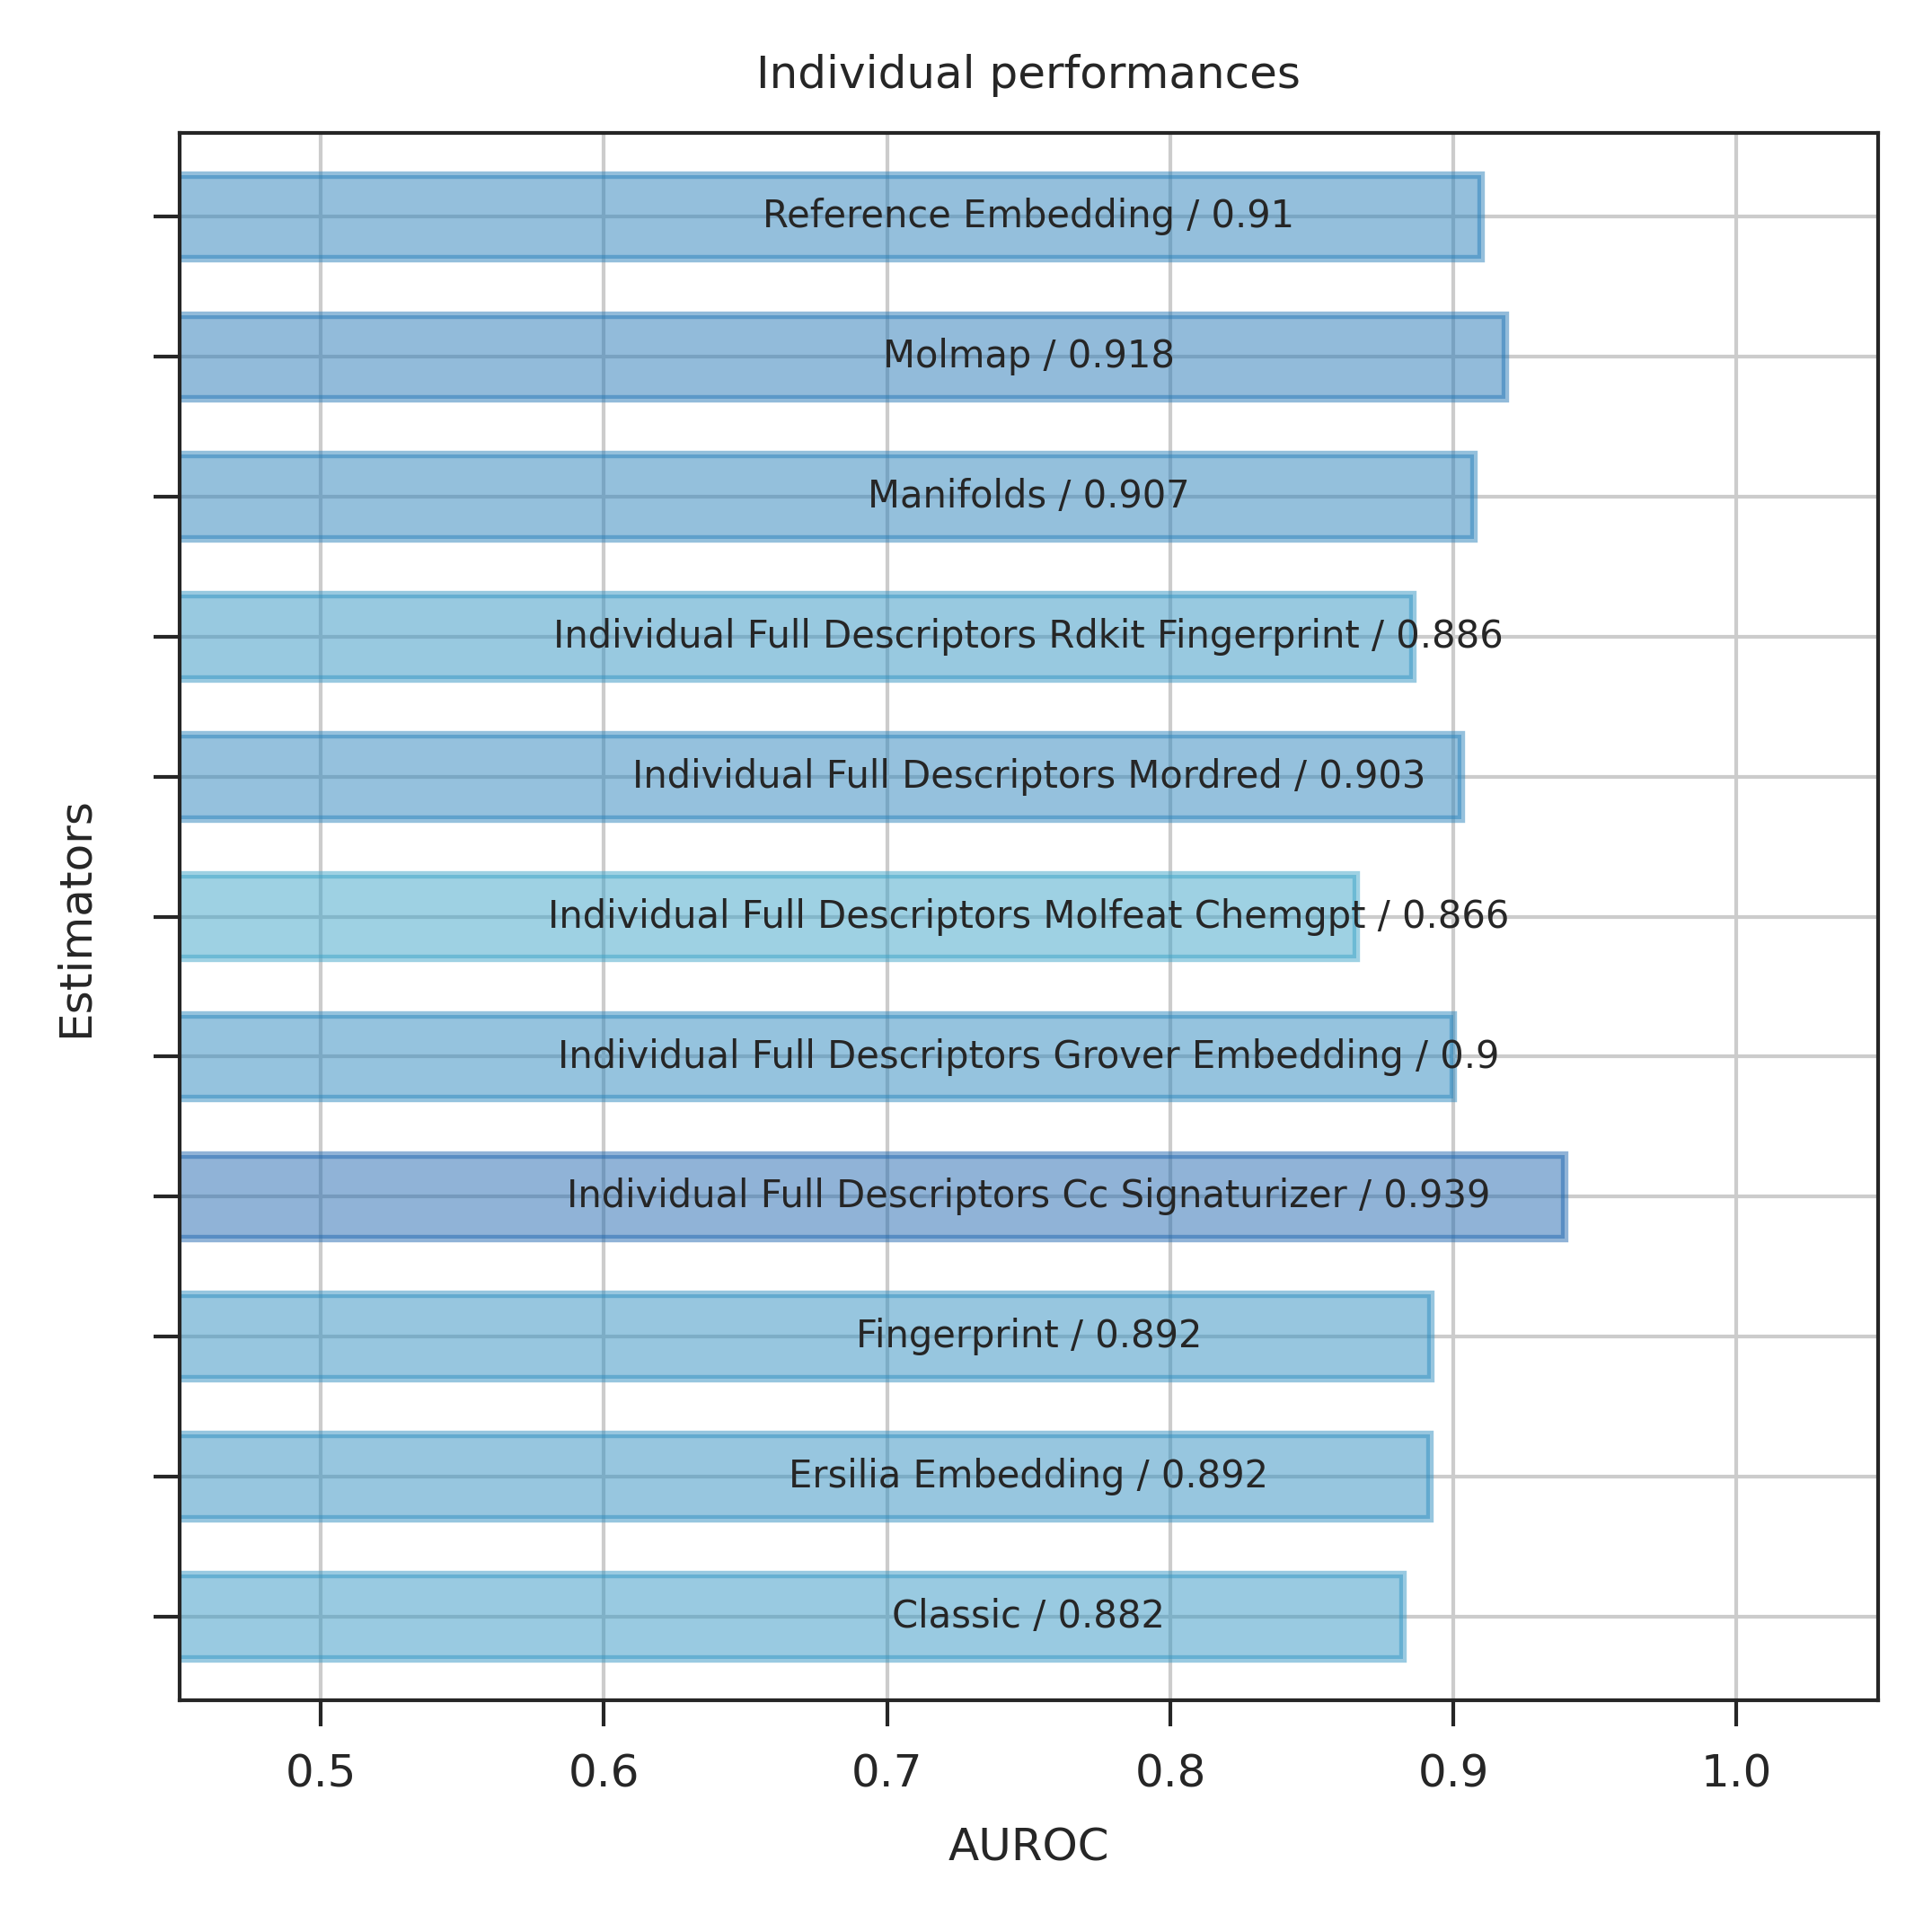 Individual performances
Reference Embedding / 0.91
Molmap / 0.918
Manifolds / 0.907
Individual Full Descriptors Rdkit Fingerprint / 0.886
Individual Full Descriptors Mordred / 0.903
Individual Full Descriptors Molfeat Chemgpt / 0.866
Individual Full Descriptors Grover Embedding / 0.9
Individual Full Descriptors Cc Signaturizer / 0.939
Fingerprint / 0.892
Ersilia Embedding / 0.892
Classic / 0.882
Estimators
0.5 0.6 0.7 0.8 0.9 1.0
AUROC